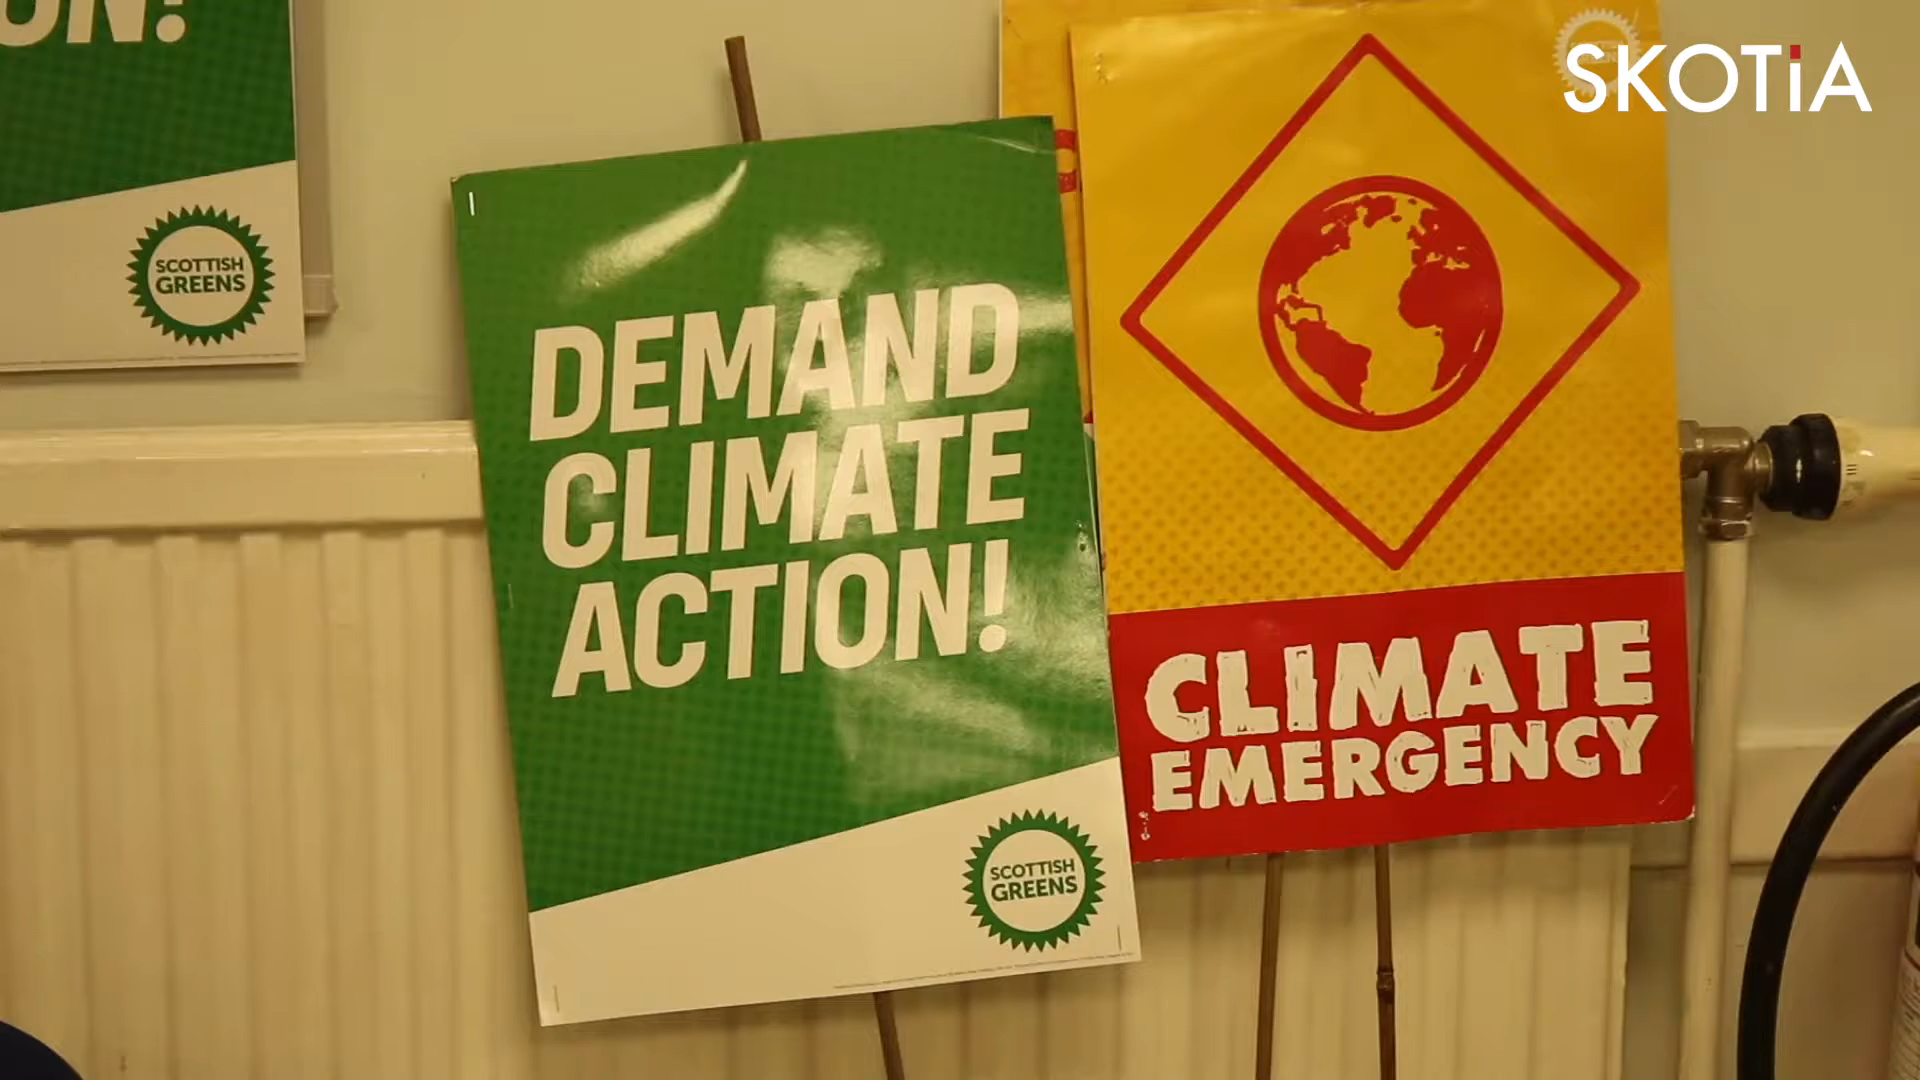 ON!
SCOTTISH
GREENS
DEMAND
CLIMATE
ACTION!
SCOTTISH
GREENS
SKOTiA
CLIMATE
EMERGENCY